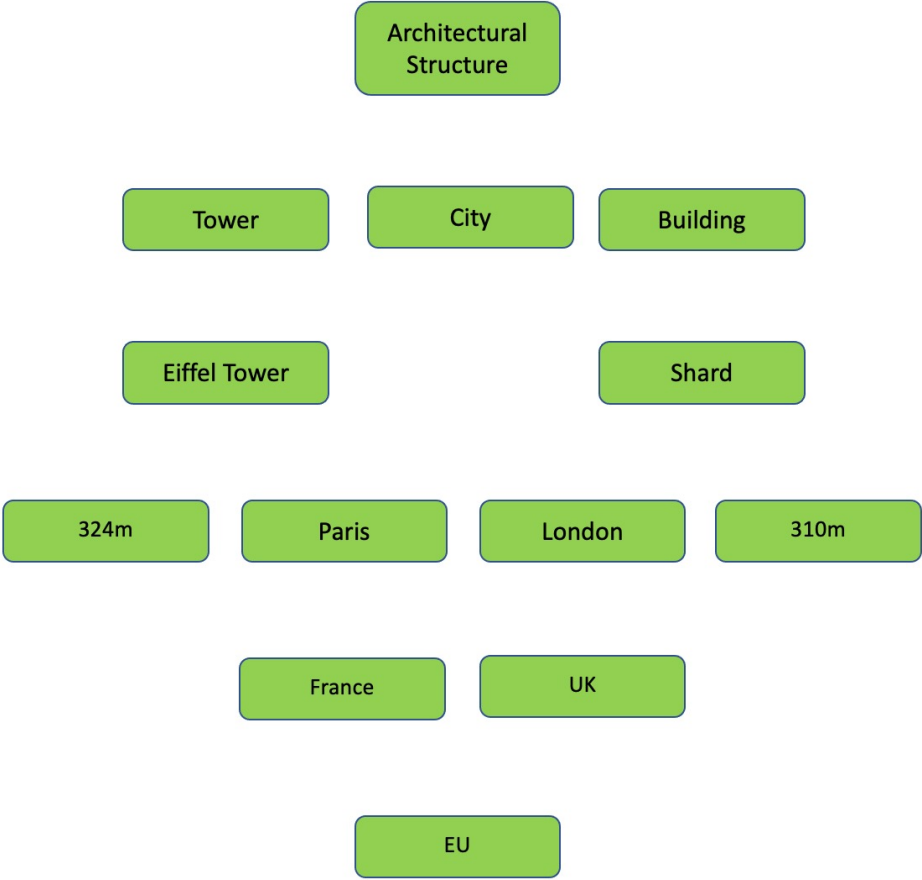 Architectural
Structure
Tower
City
Building
Eiffel Tower
Shard
324m
Paris
London
310m
France
UK
EU